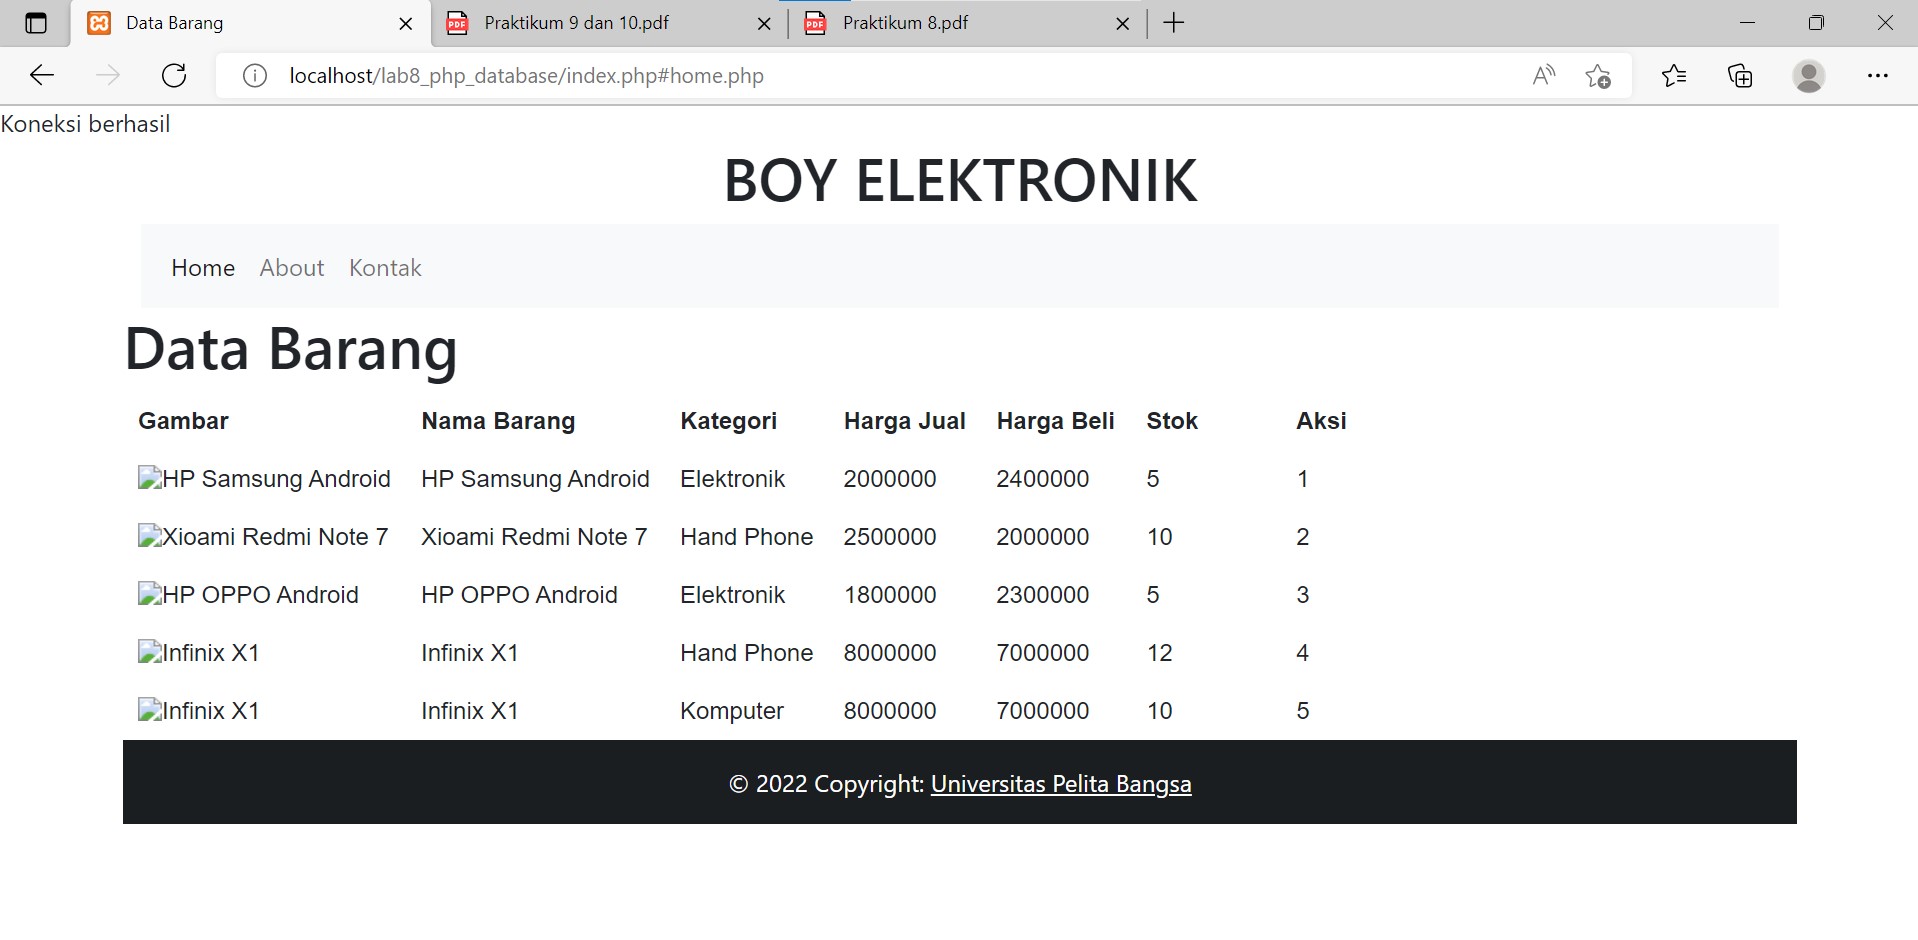 Data Barang
Praktikum 9 dan 10.pdf
Praktikum 8.pdf
localhost/lab8_php_database/index.php#home.php
Koneksi berhasil
BOY ELEKTRONIK
Home About Kontak
Data Barang
Gambar Nama Barang Kategori Harga Jual Harga Beli Stok Aksi
HP Samsung Android HP Samsung Android Elektronik 2000000 2400000 5 1
Xioami Redmi Note 7 Xioami Redmi Note 7 Hand Phone 2500000 2000000 10 2
HP OPPO Android HP OPPO Android Elektronik 1800000 2300000 5 3
Infinix X1 Infinix X1 Hand Phone 8000000 7000000 12 4
Infinix X1 Infinix X1 Komputer 8000000 7000000 10 5
© 2022 Copyright: Universitas Pelita Bangsa